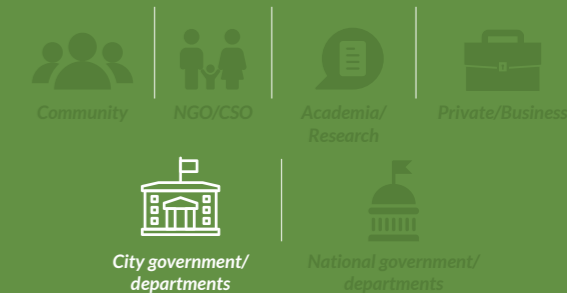 Community
NGO/CSO
Academia/
Research
Private/Business
City government/
departments
National government/
departments